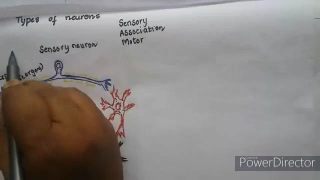 Types of neurons
Sensory
Association
Motor
Sensory neuron
PowerDirector